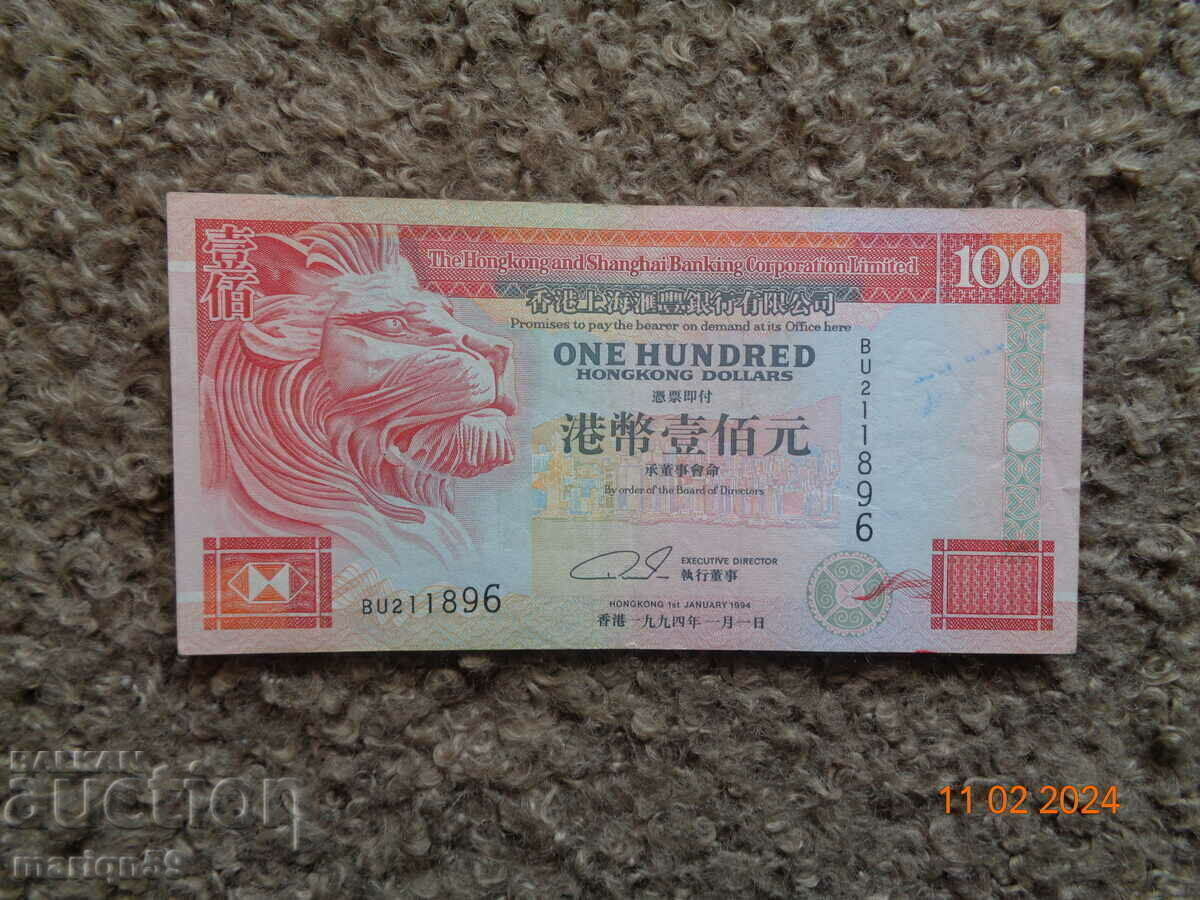 壹佰
The Hongkong and Shanghai Banking Corporation Limited
100
香港上海滙豐銀行有限公司
Promises to pay the bearer on demand at its Office here
ONE HUNDRED
HONGKONG DOLLARS
憑票即付
港幣壹佰元
承董事會命
By order of the Board of Directors
BU211896
EXECUTIVE DIRECTOR
執行董事
BU211896
HONGKONG 1st JANUARY 1994
香港一九九四年一月一日
BALKAN
auction
marion59
11 02 2024